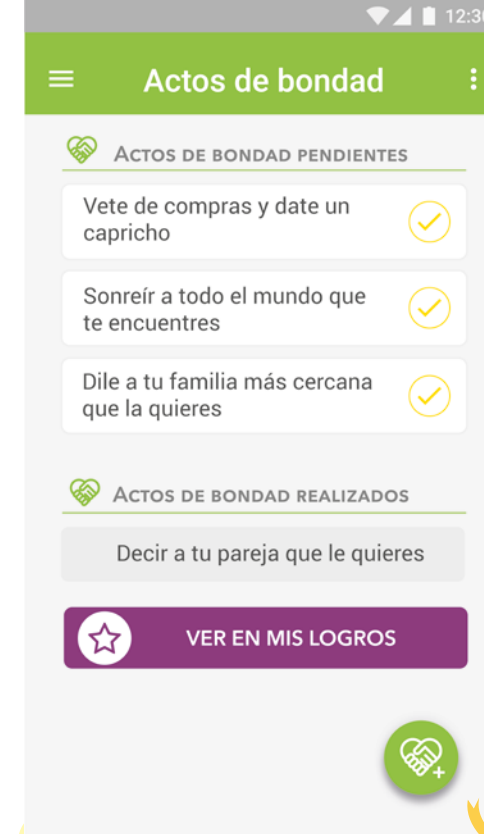 12:30
Actos de bondad
ACTOS DE BONDAD PENDIENTES
Vete de compras y date un
capricho
Sonreír a todo el mundo que
te encuentres
Dile a tu familia más cercana
que la quieres
ACTOS DE BONDAD REALIZADOS
Decir a tu pareja que le quieres
VER EN MIS LOGROS